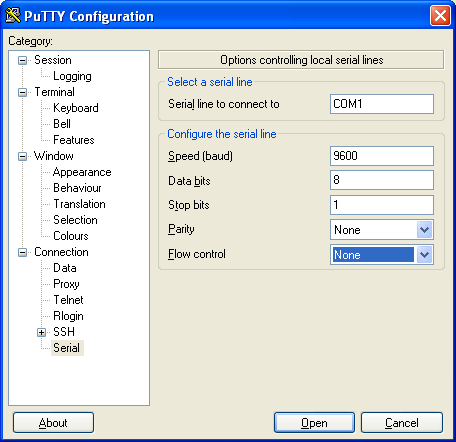 PuTTY Configuration
Category:
Session
Logging
Terminal
Keyboard
Bell
Features
Window
Appearance
Behaviour
Translation
Selection
Colours
Connection
Data
Proxy
Telnet
Rlogin
SSH
Serial
Options controlling local serial lines
Select a serial line
Serial line to connect to COM1
Configure the serial line
Speed (baud) 9600
Data bits 8
Stop bits 1
Parity None
Flow control None
About Open Cancel